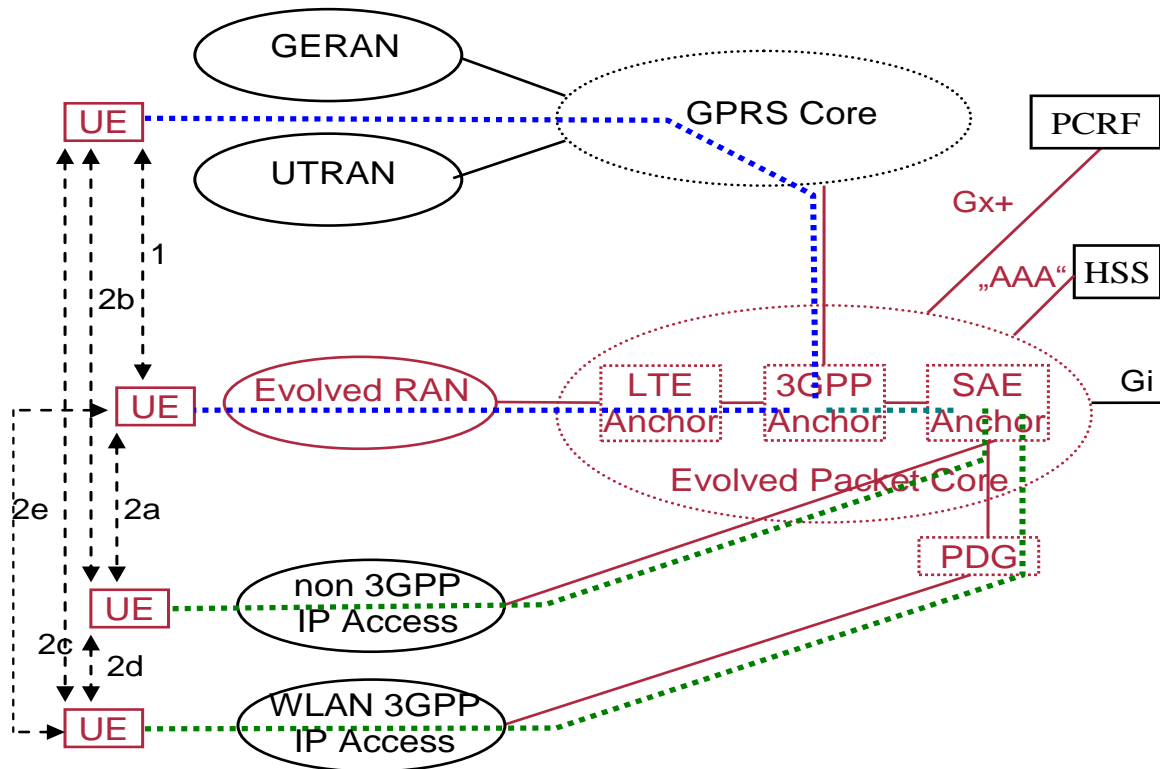 GERAN
UE
GPRS Core
PCRF
UTRAN
Gx+
1
2b
„AAA“
HSS
Evolved RAN
LTE
Anchor
3GPP
Anchor
SAE
Anchor
Gi
UE
Evolved Packet Core
2e
2a
PDG
non 3GPP
IP Access
UE
2c
2d
WLAN 3GPP
IP Access
UE